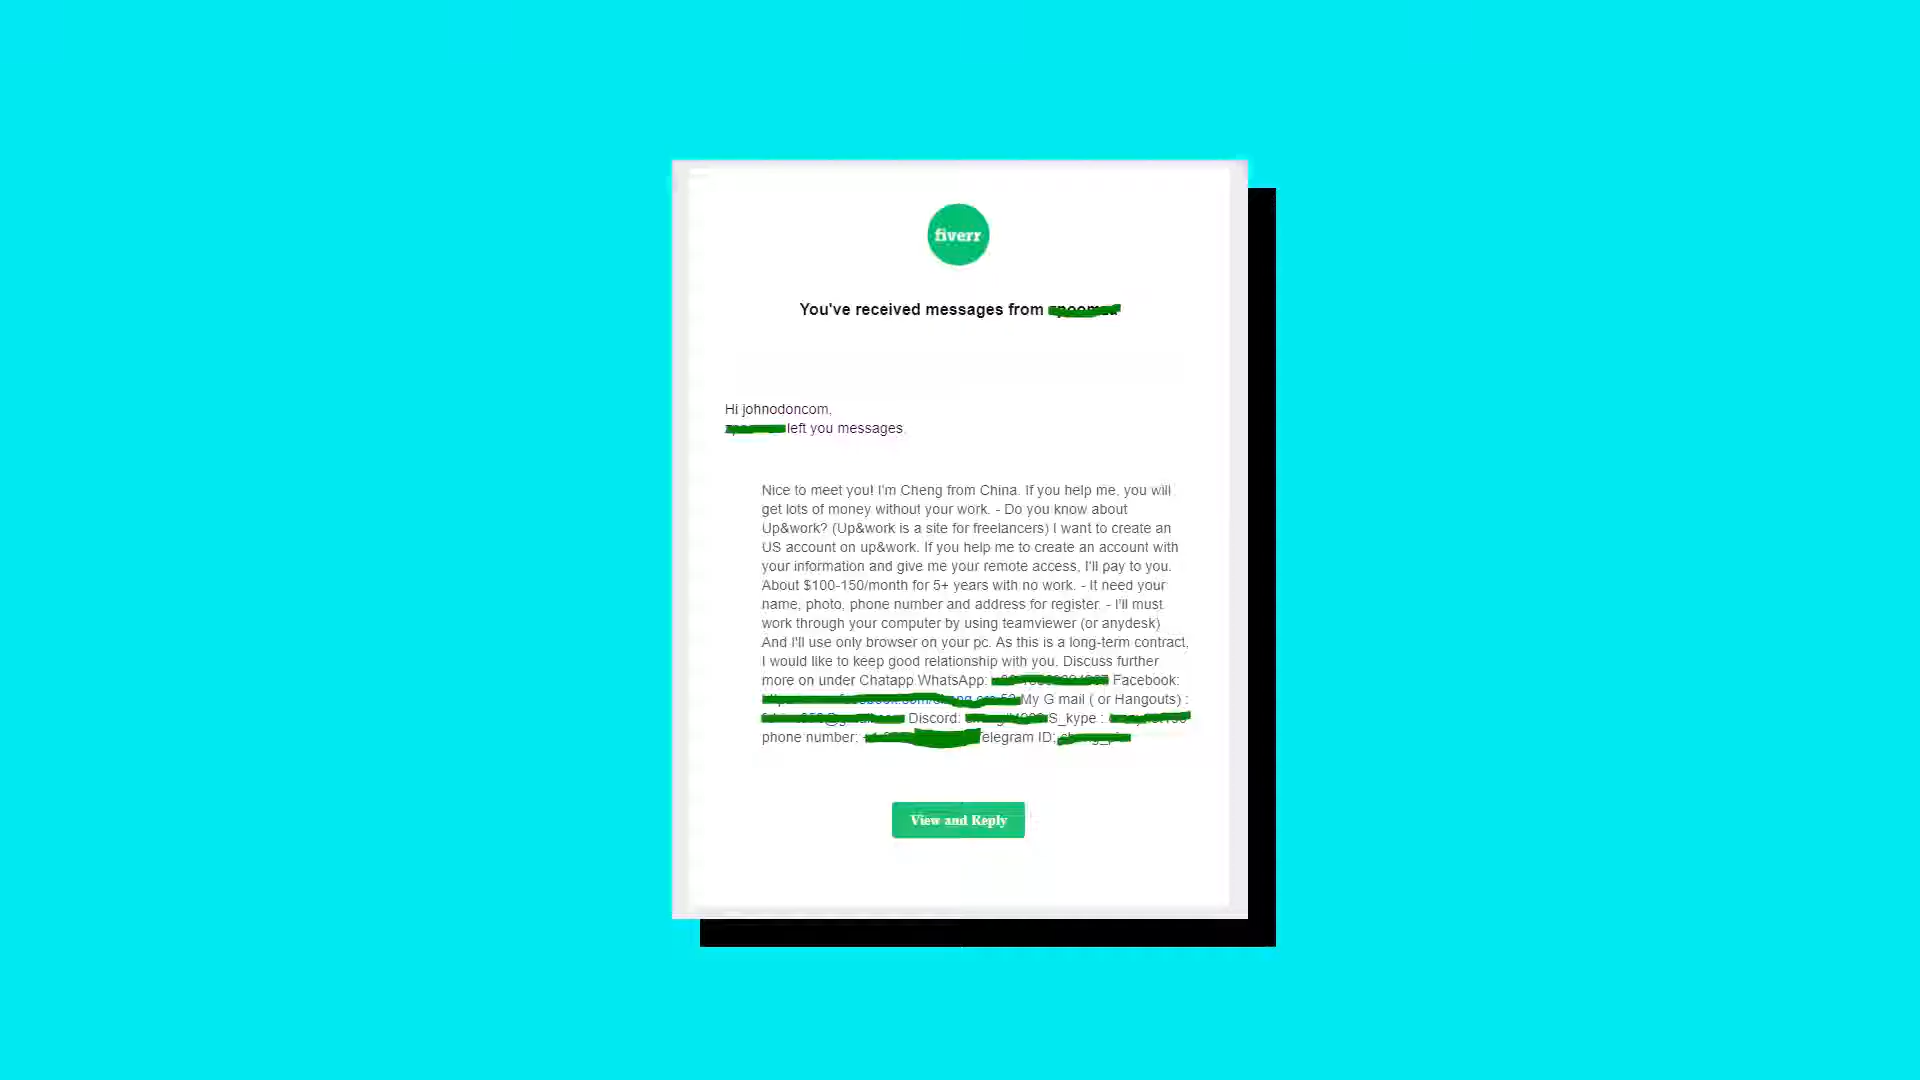 fiverr
You've received messages from
Hi johnodoncom,
left you messages.
Nice to meet you! I'm Cheng from China. If you help me, you will
get lots of money without your work. - Do you know about
Up&work? (Up&work is a site for freelancers) I want to create an
US account on up&work. If you help me to create an account with
your information and give me your remote access, I'll pay to you.
About $100-150/month for 5+ years with no work. - It need your
name, photo, phone number and address for register. - I'll must
work through your computer by using teamviewer (or anydesk)
And I'll use only browser on your pc. As this is a long-term contract,
I would like to keep good relationship with you. Discuss further
more on under Chatapp WhatsApp: Facebook:
My G mail ( or Hangouts) :
Discord: S_kype :
phone number: Telegram ID;
View and Reply